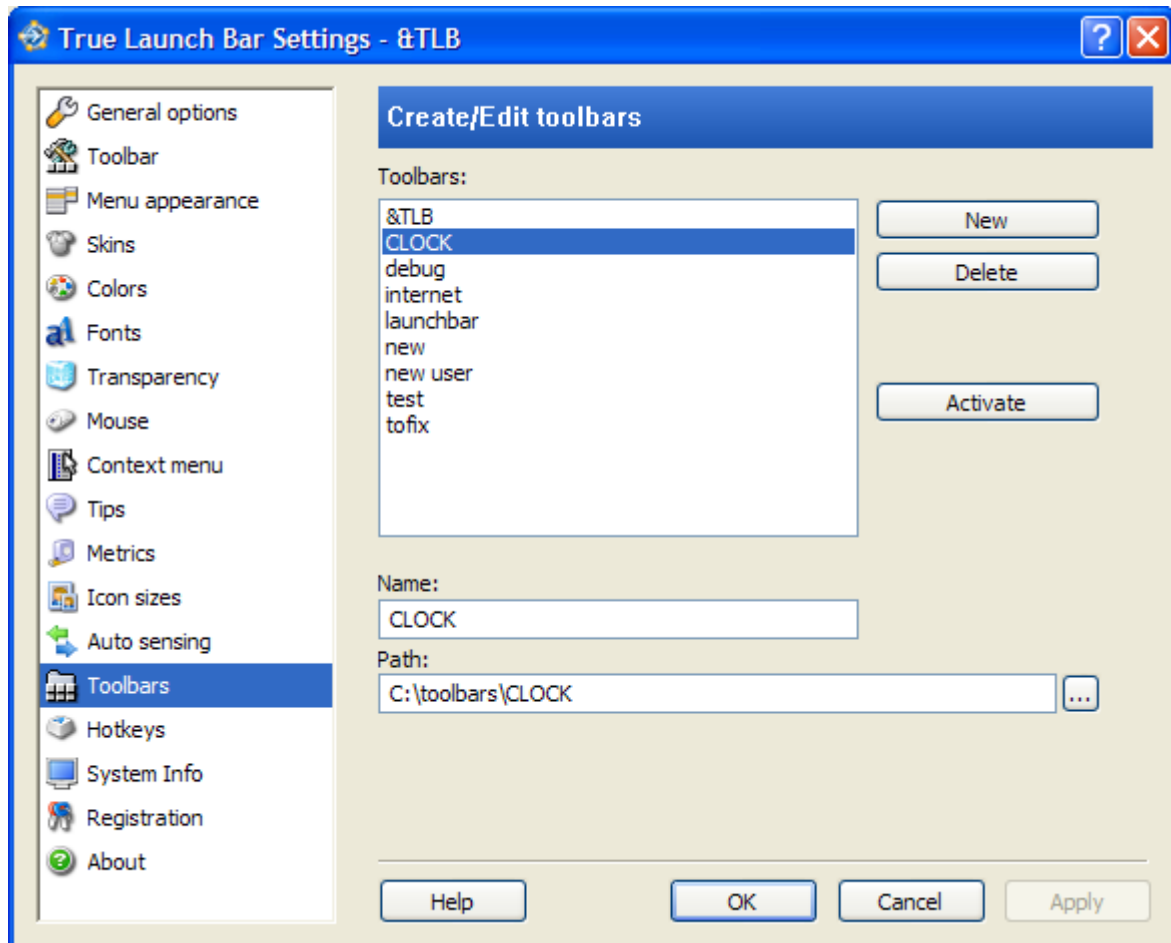 True Launch Bar Settings - &TLB
General options
Toolbar
Menu appearance
Skins
Colors
Fonts
Transparency
Mouse
Context menu
Tips
Metrics
Icon sizes
Auto sensing
Toolbars
Hotkeys
System Info
Registration
About
Create/Edit toolbars
Toolbars:
&TLB
CLOCK
debug
internet
launchbar
new
new user
test
tofix
New
Delete
Activate
Name:
CLOCK
Path:
C:\toolbars\CLOCK
...
Help
OK
Cancel
Apply